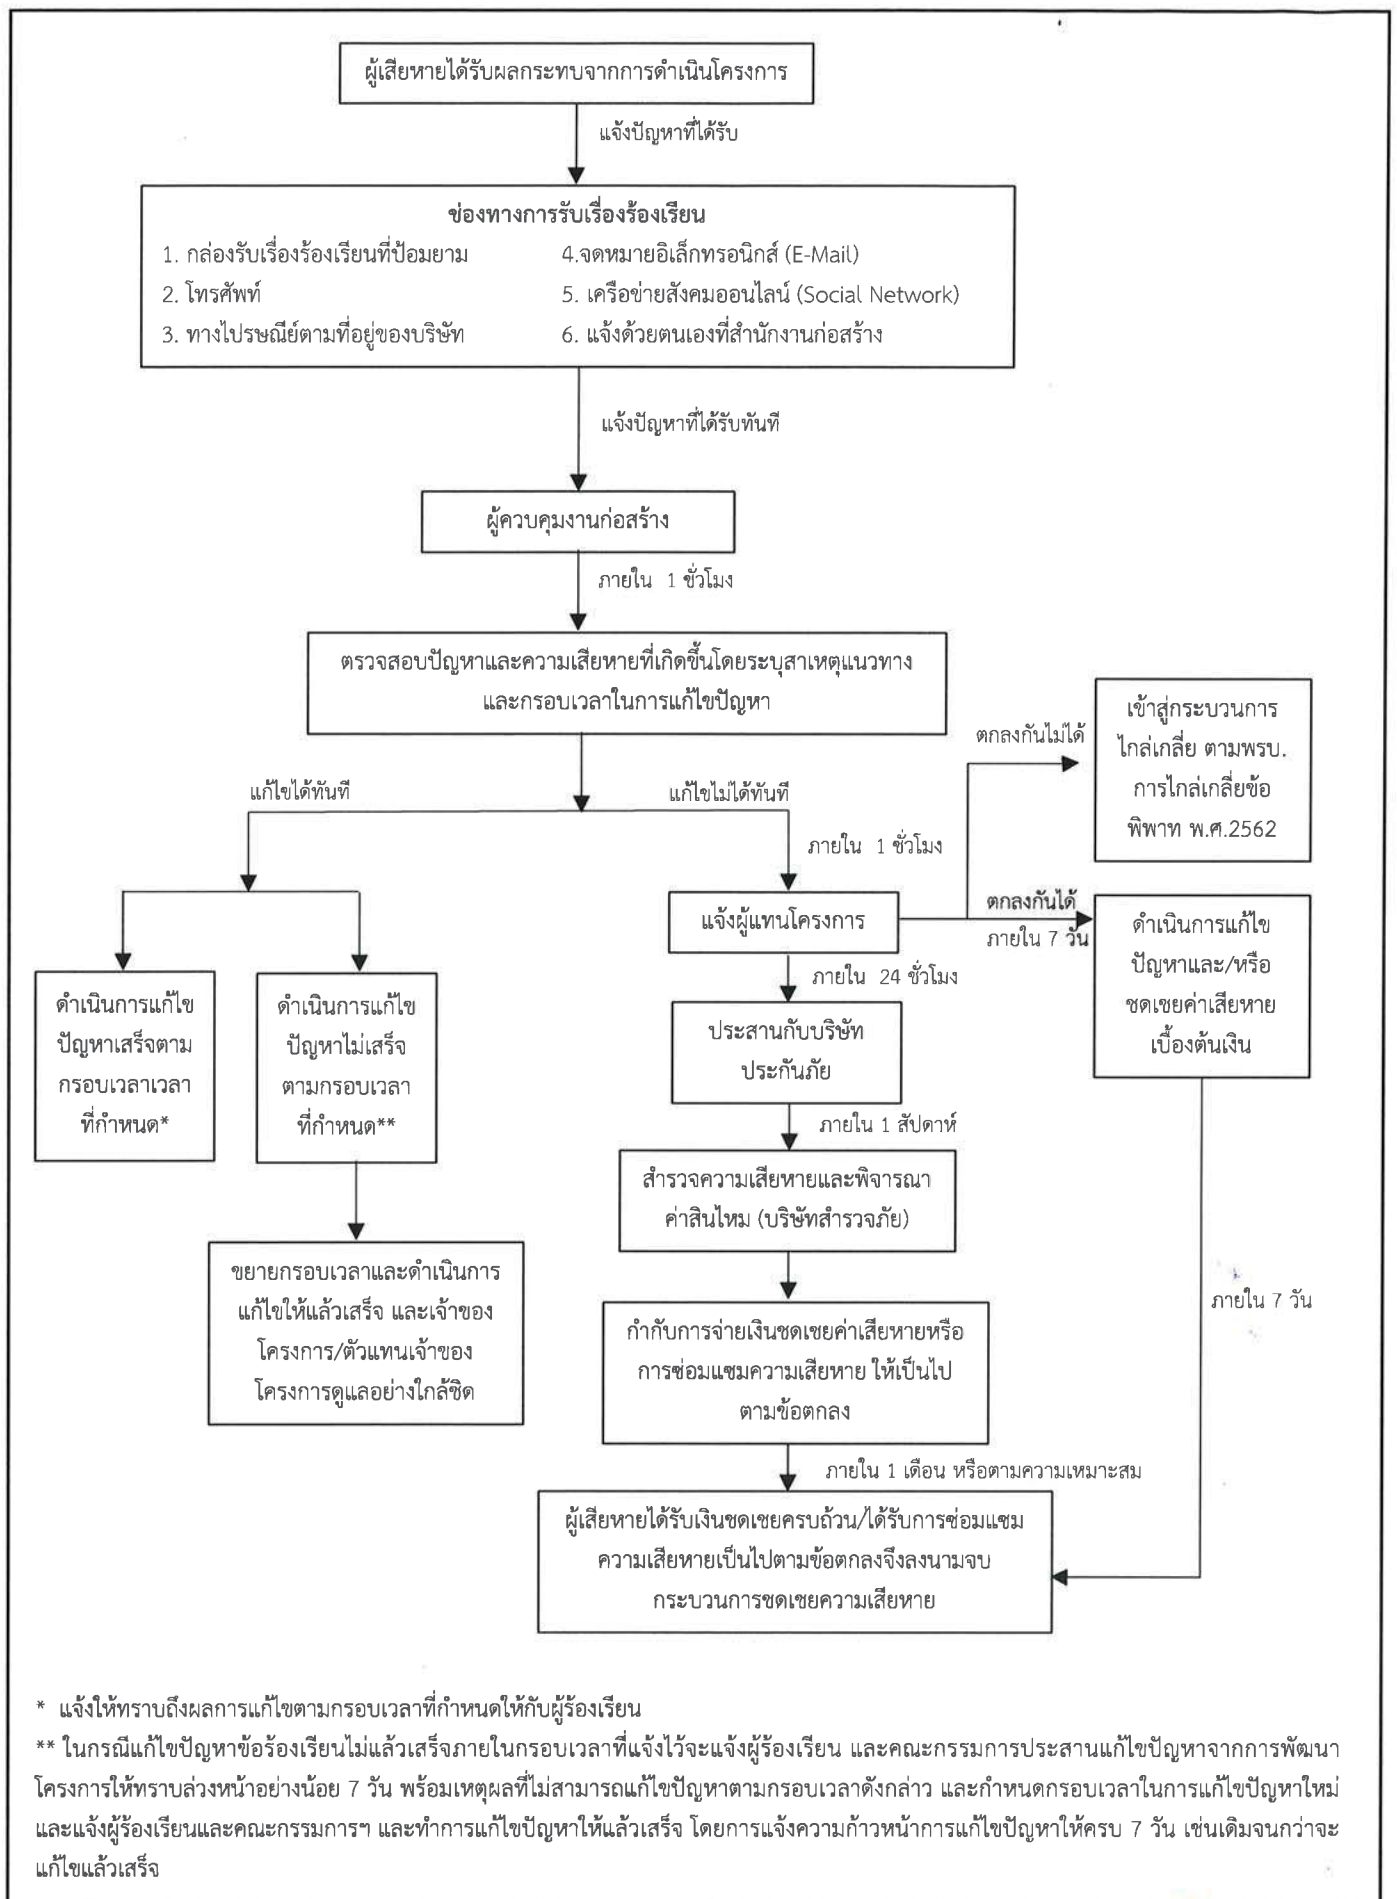 ผู้เสียหายได้รับผลกระทบจากการดำเนินโครงการ
แจ้งปัญหาที่ได้รับ
ช่องทางการรับเรื่องร้องเรียน
1. กล่องรับเรื่องร้องเรียนที่ป้อมยาม
4.จดหมายอิเล็กทรอนิกส์ (E-Mail)
2. โทรศัพท์
5. เครือข่ายสังคมออนไลน์ (Social Network)
3. ทางไปรษณีย์ตามที่อยู่ของบริษัท
6. แจ้งด้วยตนเองที่สำนักงานก่อสร้าง
แจ้งปัญหาที่ได้รับทันที
ผู้ควบคุมงานก่อสร้าง
ภายใน 1 ชั่วโมง
ตรวจสอบปัญหาและความเสียหายที่เกิดขึ้นโดยระบุสาเหตุแนวทาง
และกรอบเวลาในการแก้ไขปัญหา
แก้ไขได้ทันที
แก้ไขไม่ได้ทันที
ตกลงกันไม่ได้
เข้าสู่กระบวนการ
ไกล่เกลี่ย ตามพรบ.
การไกล่เกลี่ยข้อ
พิพาท พ.ศ.2562
ภายใน 1 ชั่วโมง
แจ้งผู้แทนโครงการ
ตกลงกันได้
ภายใน 7 วัน
ดำเนินการแก้ไข
ปัญหาและ/หรือ
ชดเชยค่าเสียหาย
เบื้องต้นเงิน
ภายใน 24 ชั่วโมง
ดำเนินการแก้ไข
ปัญหาเสร็จตาม
กรอบเวลาเวลา
ที่กำหนด*
ดำเนินการแก้ไข
ปัญหาไม่เสร็จ
ตามกรอบเวลา
ที่กำหนด**
ประสานกับบริษัท
ประกันภัย
ภายใน 1 สัปดาห์
สำรวจความเสียหายและพิจารณา
ค่าสินไหม (บริษัทสำรวจภัย)
ขยายกรอบเวลาและดำเนินการ
แก้ไขให้แล้วเสร็จ และเจ้าของ
โครงการ/ตัวแทนเจ้าของ
โครงการดูแลอย่างใกล้ชิด
ภายใน 7 วัน
กำกับการจ่ายเงินชดเชยค่าเสียหายหรือ
การซ่อมแซมความเสียหาย ให้เป็นไป
ตามข้อตกลง
ภายใน 1 เดือน หรือตามความเหมาะสม
ผู้เสียหายได้รับเงินชดเชยครบถ้วน/ได้รับการซ่อมแซม
ความเสียหายเป็นไปตามข้อตกลงจึงลงนามจบ
กระบวนการชดเชยความเสียหาย
* แจ้งให้ทราบถึงผลการแก้ไขตามกรอบเวลาที่กำหนดให้กับผู้ร้องเรียน
** ในกรณีแก้ไขปัญหาข้อร้องเรียนไม่แล้วเสร็จภายในกรอบเวลาที่แจ้งไว้จะแจ้งผู้ร้องเรียน และคณะกรรมการประสานแก้ไขปัญหาจากการพัฒนา
โครงการให้ทราบล่วงหน้าอย่างน้อย 7 วัน พร้อมเหตุผลที่ไม่สามารถแก้ไขปัญหาตามกรอบเวลาดังกล่าว และกำหนดกรอบเวลาในการแก้ไขปัญหาใหม่
และแจ้งผู้ร้องเรียนและคณะกรรมการฯ และทำการแก้ไขปัญหาให้แล้วเสร็จ โดยการแจ้งความก้าวหน้าการแก้ไขปัญหาให้ครบ 7 วัน เช่นเดิมจนกว่าจะ
แก้ไขแล้วเสร็จ